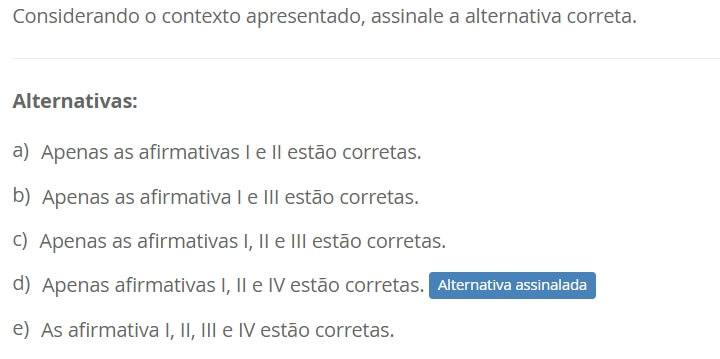 Considerando o contexto apresentado, assinale a alternativa correta.
Alternativas:
a) Apenas as afirmativas I e II estão corretas.
b) Apenas as afirmativa I e III estão corretas.
c) Apenas as afirmativas I, II e III estão corretas.
d) Apenas afirmativas I, II e IV estão corretas. Alternativa assinalada
e) As afirmativa I, II, III e IV estão corretas.